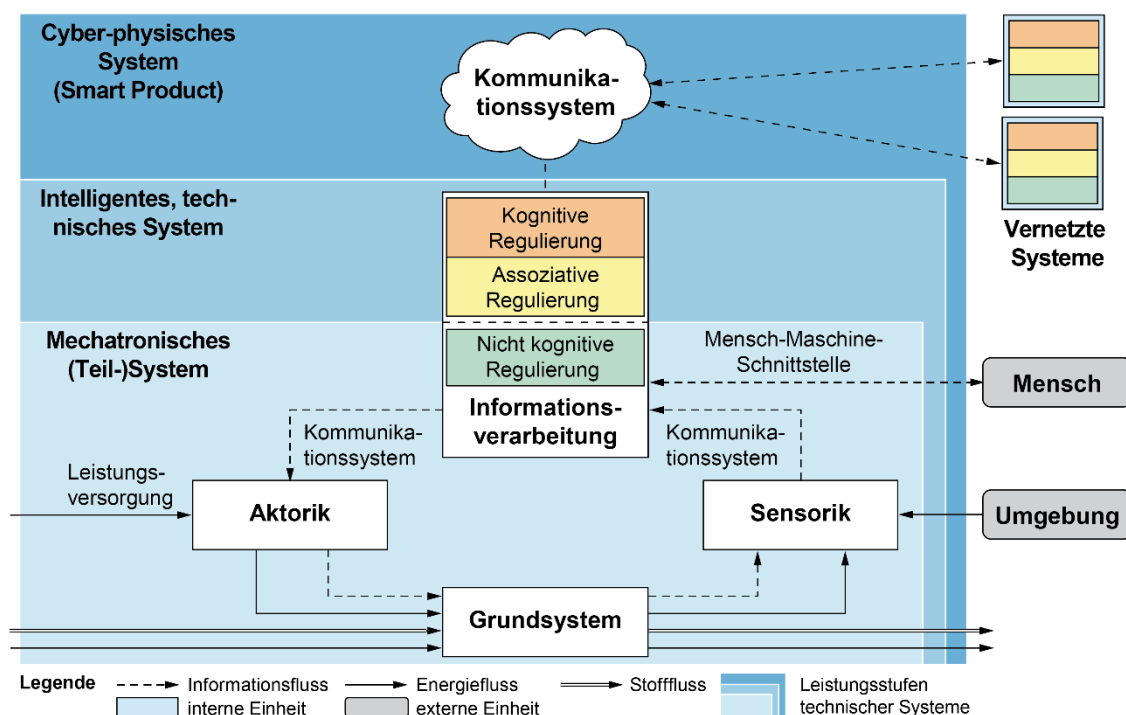 Cyber-physisches
System
(Smart Product)
Kommunika-
tionssystem
Intelligentes, tech-
nisches System
Kognitive
Regulierung
Assoziative
Regulierung
Vernetzte
Systeme
Mechatronisches
(Teil-)System
Nicht kognitive
Regulierung
Mensch-Maschine-
Schnittstelle
Mensch
Informations-
verarbeitung
Kommunika-
tionssystem
Kommunika-
tionssystem
Leistungs-
versorgung
Aktorik
Sensorik
Umgebung
Grundsystem
Legende
Informationsfluss
Energiefluss
Stofffluss
Leistungsstufen
technischer Systeme
interne Einheit
externe Einheit